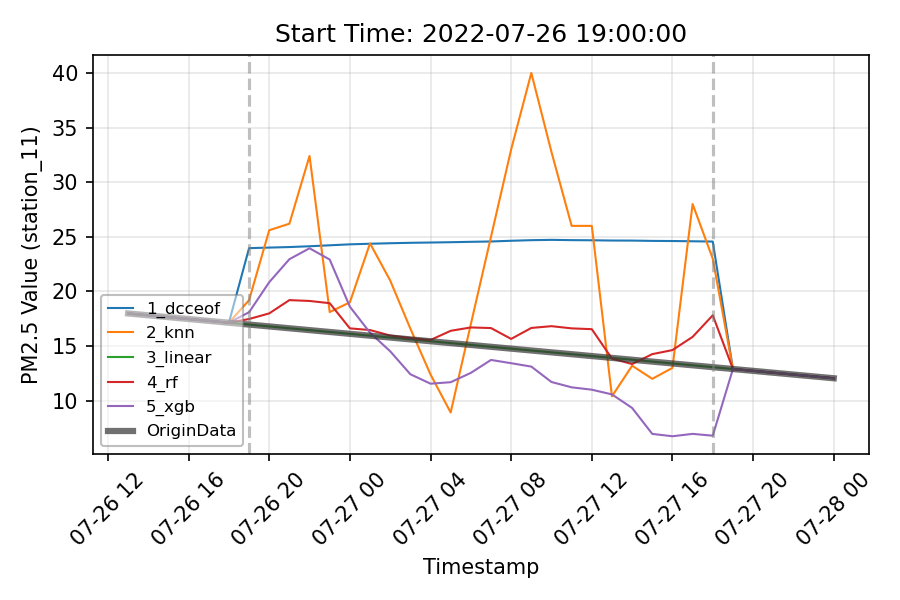 Start Time: 2022-07-26 19:00:00
PM2.5 Value (station_11)
40
35
30
25
20
15
10
1_dcceof
2_knn
3_linear
4_rf
5_xgb
OriginData
07-26 12
07-26 16
07-26 20
07-27 00
07-27 04
07-27 08
07-27 12
07-27 16
07-27 20
07-28 00
Timestamp